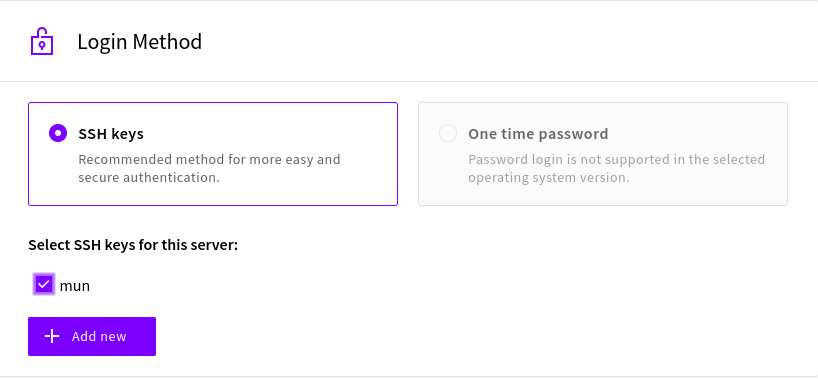 Login Method
SSH keys
Recommended method for more easy and
secure authentication.
One time password
Password login is not supported in the selected
operating system version.
Select SSH keys for this server:
mun
Add new